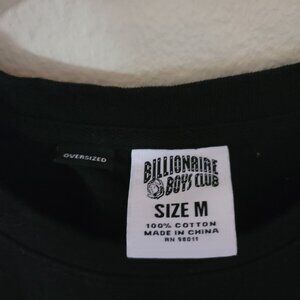 OVERSIZED
BILLIONAIRE
BOYS CLUB
SIZE M
100% COTTON
MADE IN CHINA
RN 98011